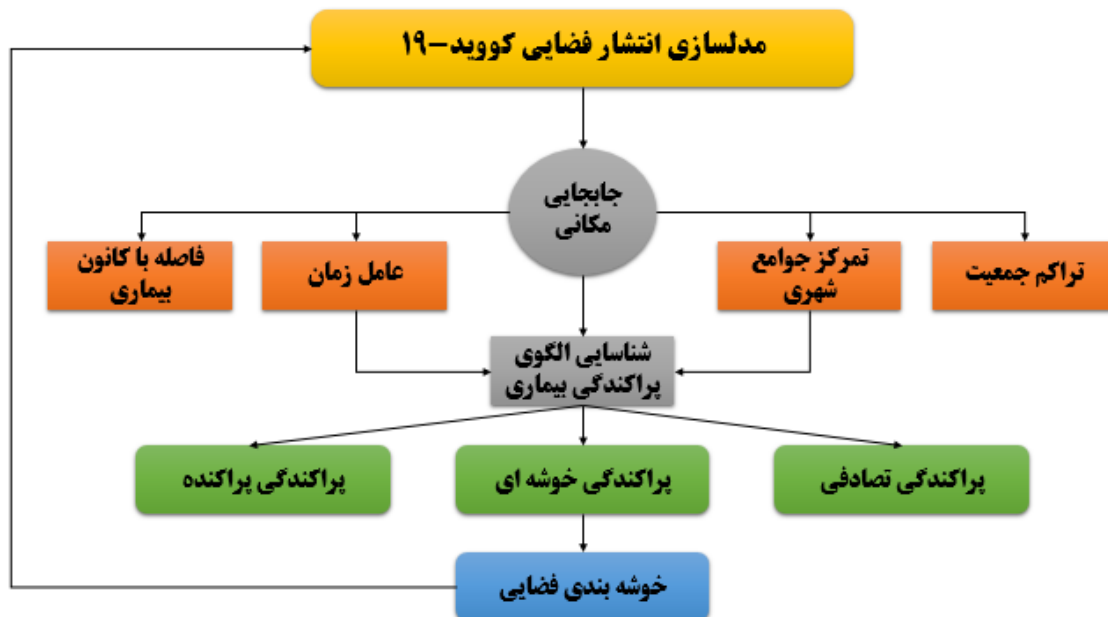 مدلسازی انتشار فضایی کووید-۱۹
جابجایی
مکانی
تراکم جمعیت
تمرکز جوامع
شهری
عامل زمان
فاصله با کانون
بیماری
شناسایی الگوی
پراکندگی بیماری
پراکندگی تصادفی
پراکندگی خوشه ای
پراکندگی پراکنده
خوشه بندی فضایی